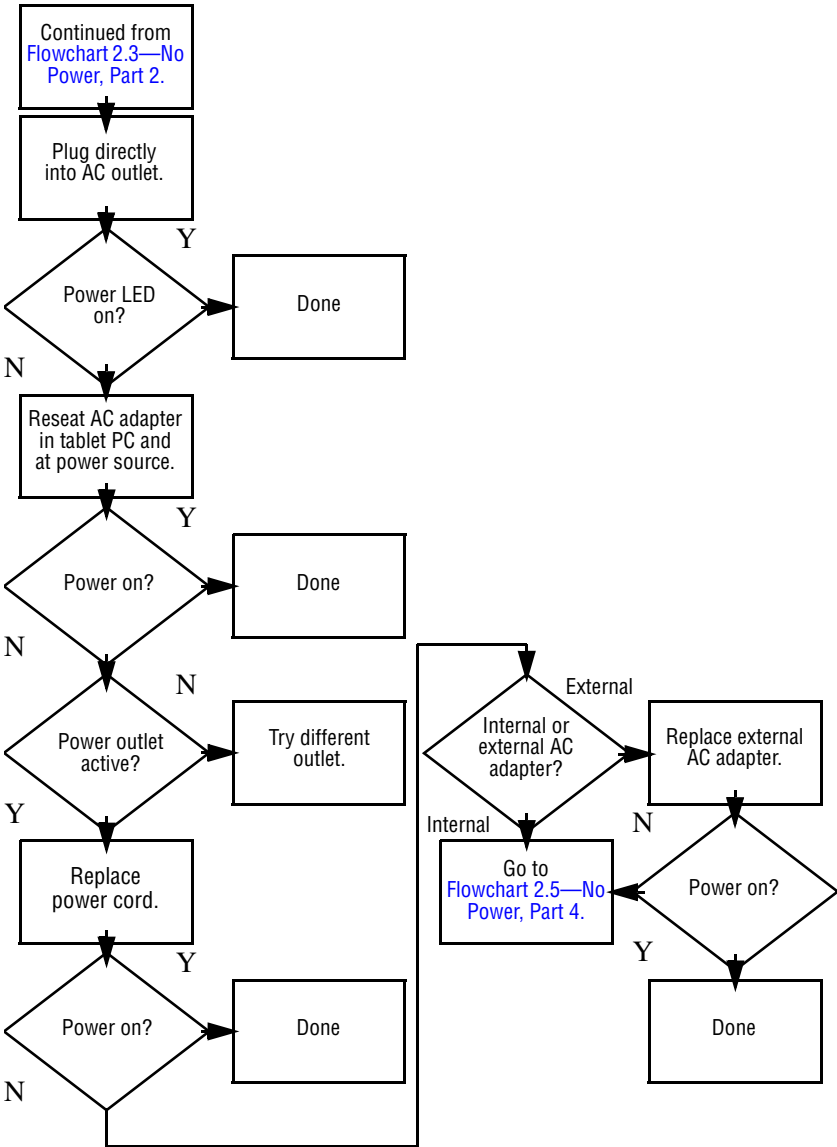 Continued from
Flowchart 2.3—No
Power, Part 2.
Plug directly
into AC outlet.
Y
Power LED
on?
Done
N
Reseat AC adapter
in tablet PC and
at power source.
Y
Power on?
Done
N
N
Power outlet
active?
Try different
outlet.
Y
Replace
power cord.
Y
Power on?
Done
N
External
Internal or
external AC
adapter?
Replace external
AC adapter.
Internal
N
Go to
Flowchart 2.5—No
Power, Part 4.
Power on?
Y
Done